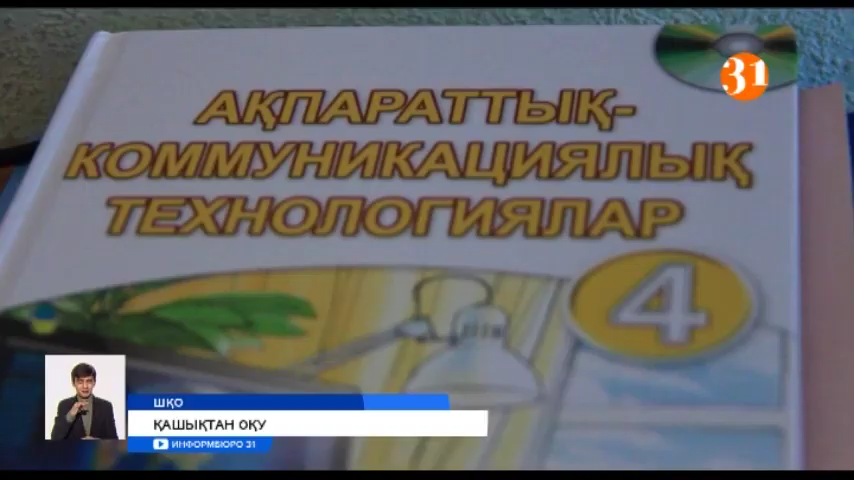 31
АҚПАРАТТЫҚ-
КОММУНИКАЦИЯЛЫҚ
ТЕХНОЛОГИЯЛАР
4
ШҚО
ҚАШЫҚТАН ОҚУ
ИНФОРМБЮРО 31